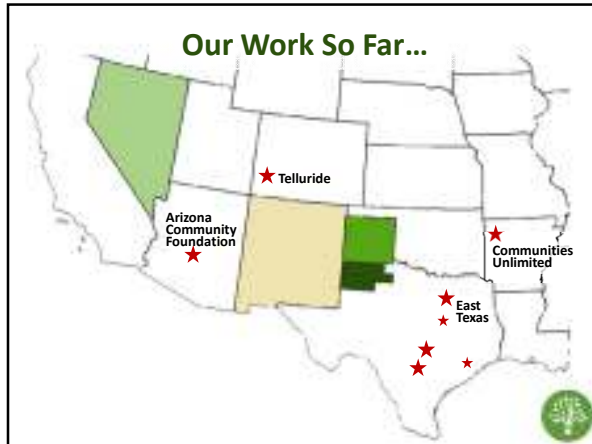 Our Work So Far…
Telluride
Arizona
Community
Foundation
Communities
Unlimited
East
Texas